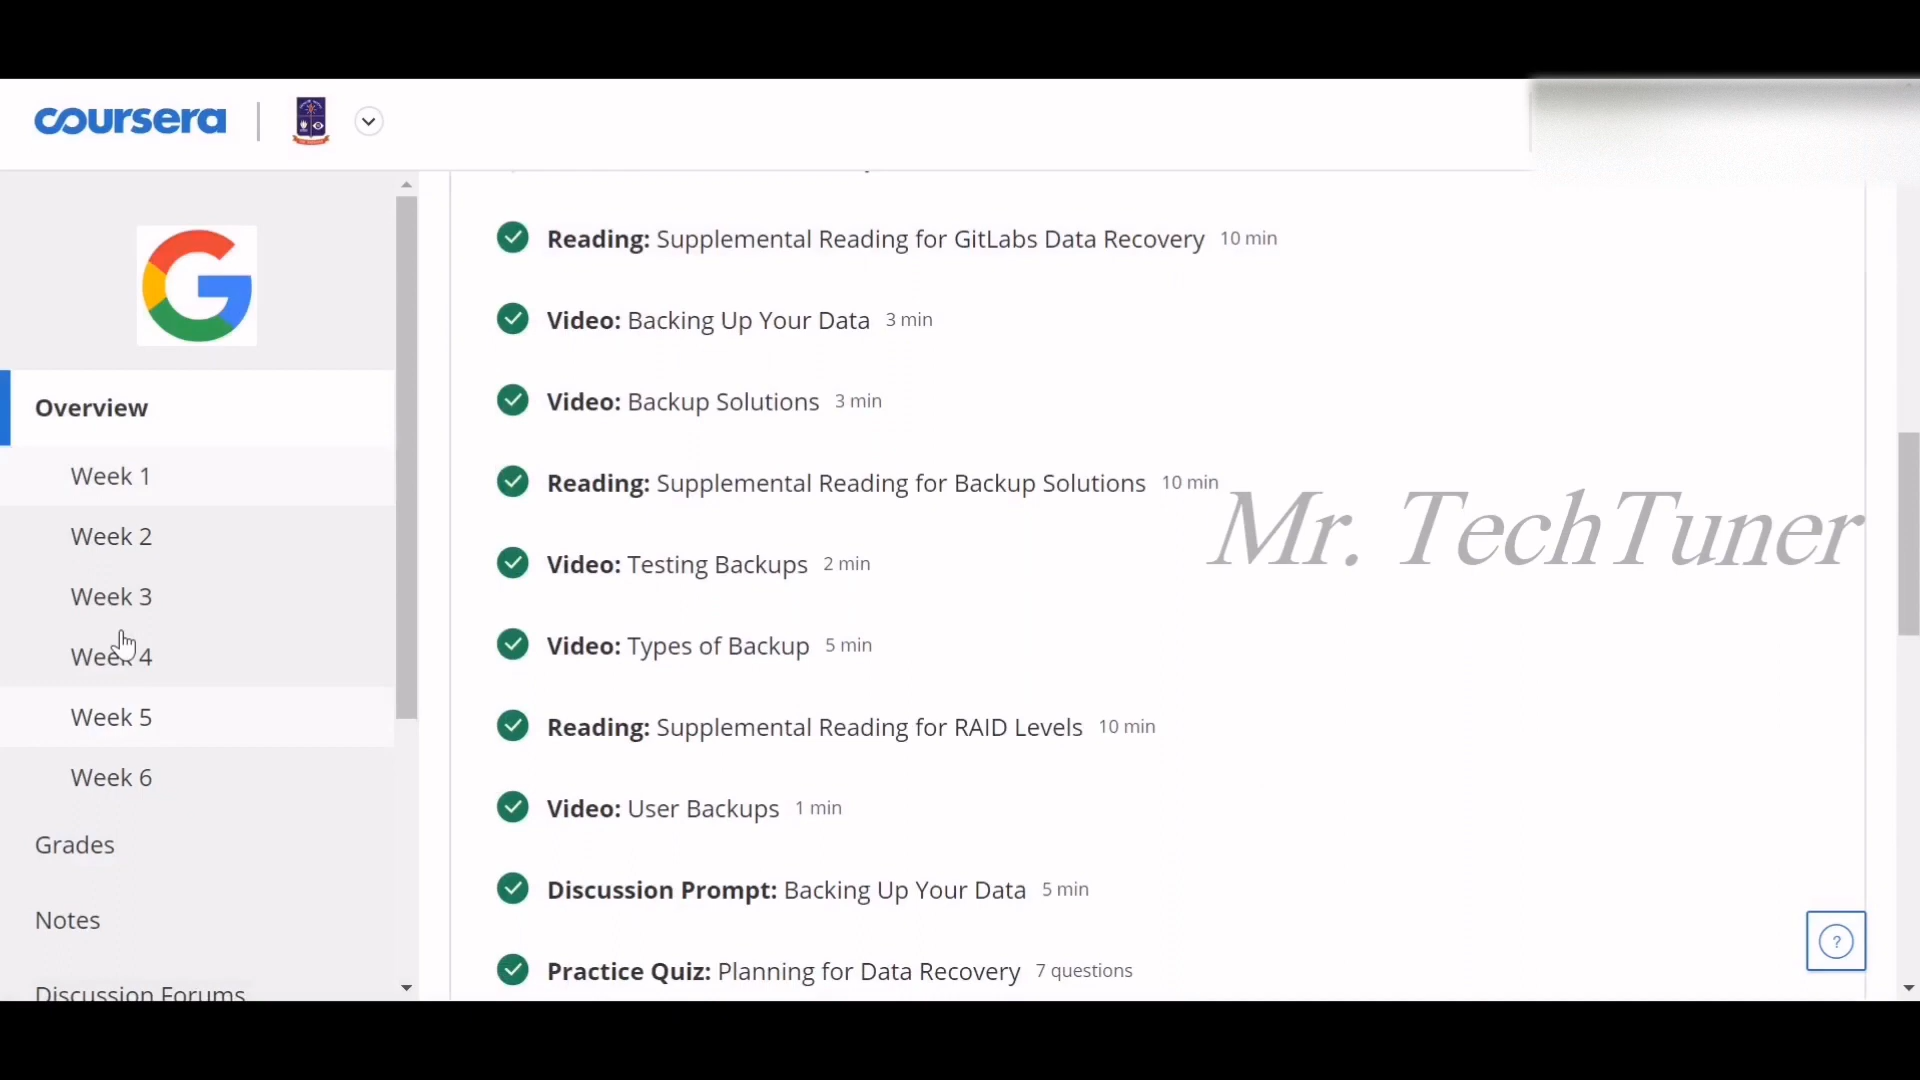 coursera
Reading: Supplemental Reading for GitLabs Data Recovery 10 min
Video: Backing Up Your Data 3 min
Video: Backup Solutions 3 min
Reading: Supplemental Reading for Backup Solutions 10 min
Mr. TechTuner
Video: Testing Backups 2 min
Video: Types of Backup 5 min
Reading: Supplemental Reading for RAID Levels 10 min
Video: User Backups 1 min
Discussion Prompt: Backing Up Your Data 5 min
Practice Quiz: Planning for Data Recovery 7 questions
Overview
Week 1
Week 2
Week 3
Week 4
Week 5
Week 6
Grades
Notes
Discussion Forums
?